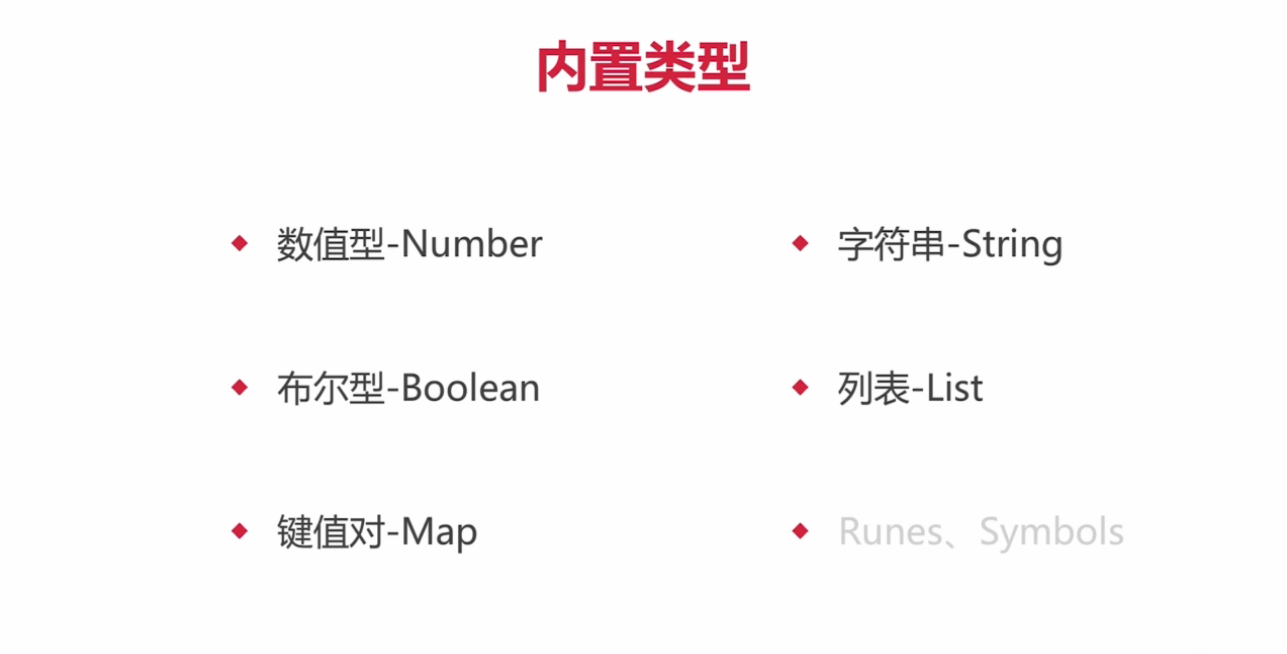 内置类型
数值型-Number
字符串-String
布尔型-Boolean
列表-List
键值对-Map
Runes、Symbols